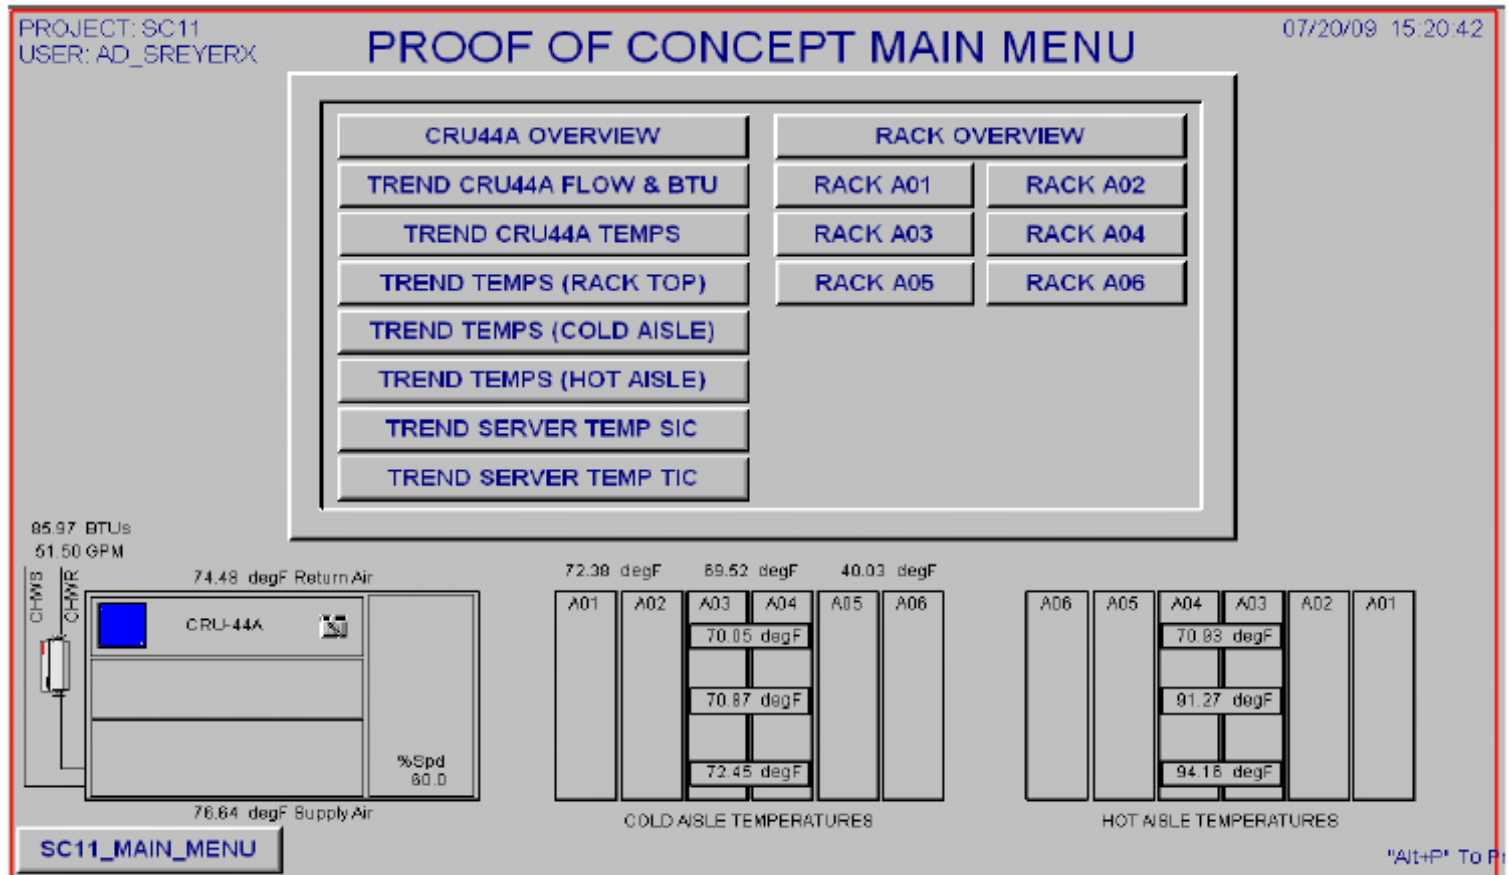 PROJECT: SC11
USER: AD_SREYERX
PROOF OF CONCEPT MAIN MENU
07/20/09 15:20:42
CRU44A OVERVIEW
TREND CRU44A FLOW & BTU
TREND CRU44A TEMPS
TREND TEMPS (RACK TOP)
TREND TEMPS (COLD AISLE)
TREND TEMPS (HOT AISLE)
TREND SERVER TEMP SIC
TREND SERVER TEMP TIC
RACK OVERVIEW
RACK A01 RACK A02
RACK A03 RACK A04
RACK A05 RACK A06
85.97 BTUs
51.50 GPM
CHWS
CHWR
74.48 degF Return Air
CRU-44A
%Spd
60.0
76.64 degF Supply Air
72.38 degF 69.52 degF 40.03 degF
A01 A02 A03 A04 A05 A06
70.05 degF
70.87 degF
72.45 degF
COLD AISLE TEMPERATURES
A06 A05 A04 A03 A02 A01
70.93 degF
91.27 degF
94.16 degF
HOT AISLE TEMPERATURES
SC11_MAIN_MENU
"Alt+P" To Pr